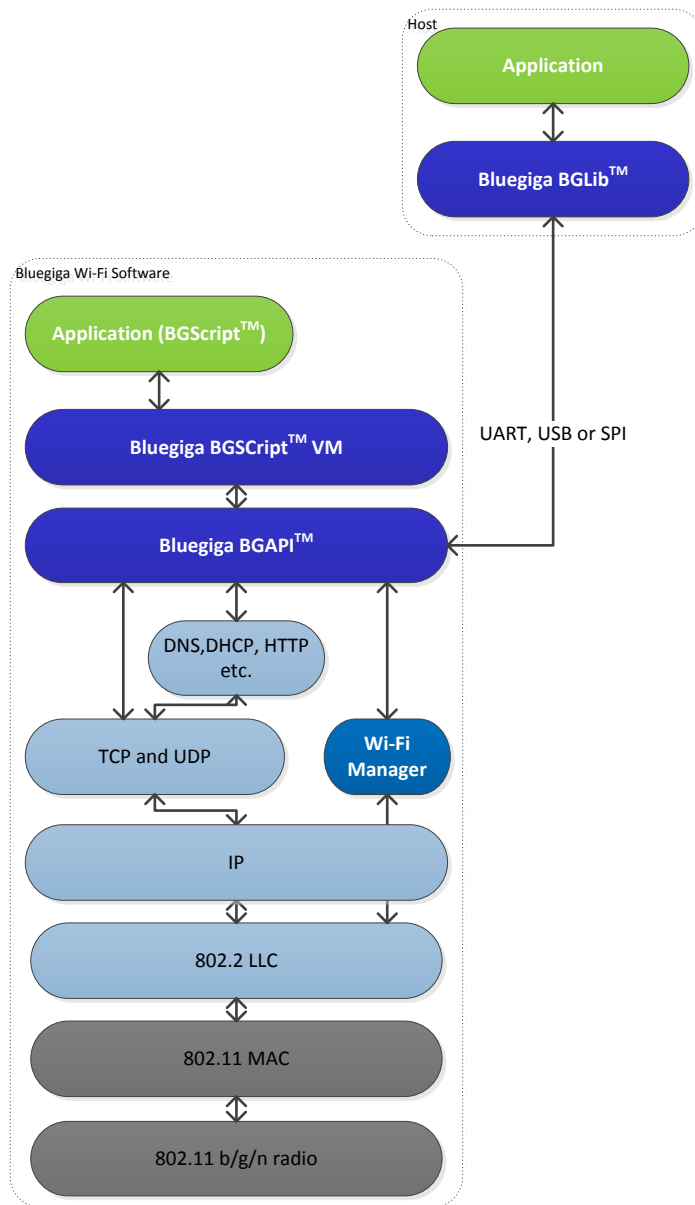 Host
Application
Bluegiga BGLib™
Bluegiga Wi-Fi Software
Application (BGScript™)
Bluegiga BGSCript™ VM
UART, USB or SPI
Bluegiga BGAPI™
DNS,DHCP, HTTP
etc.
TCP and UDP
Wi-Fi
Manager
IP
802.2 LLC
802.11 MAC
802.11 b/g/n radio